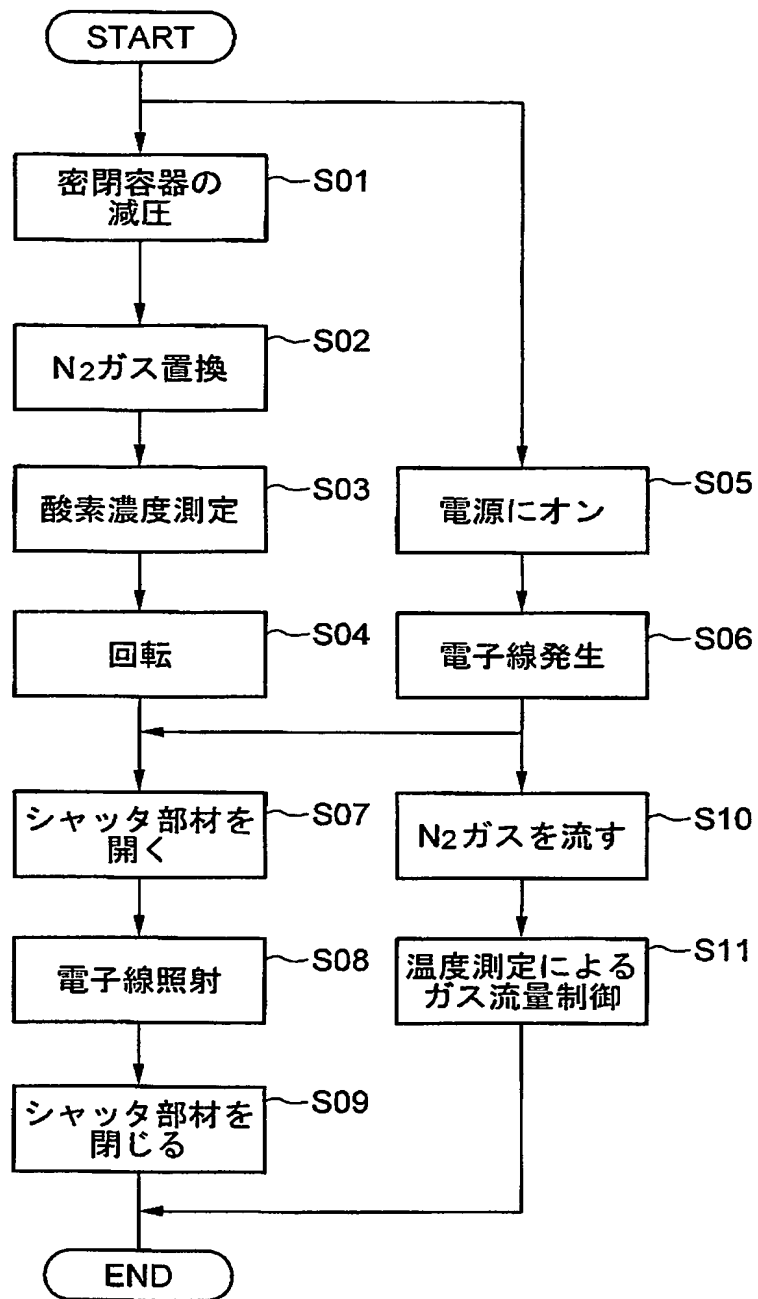 START
密閉容器の
減圧
S01
N2ガス置換
S02
酸素濃度測定
S03
電源にオン
S05
回転
S04
電子線発生
S06
シャッタ部材を
開く
S07
N2ガスを流す
S10
電子線照射
S08
温度測定による
ガス流量制御
S11
シャッタ部材を
閉じる
S09
END